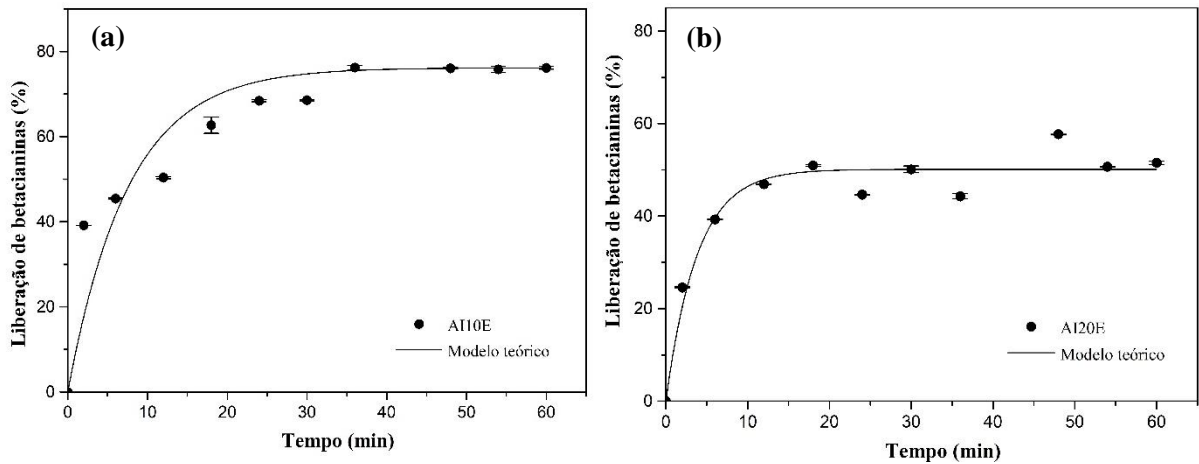 (a)
Liberação de betacianinas (%)
80
60
40
20
0
AI10E
Modelo teórico
0 10 20 30 40 50 60
Tempo (min)
(b)
Liberação de betacianinas (%)
80
60
40
20
0
AI20E
Modelo teórico
0 10 20 30 40 50 60
Tempo (min)